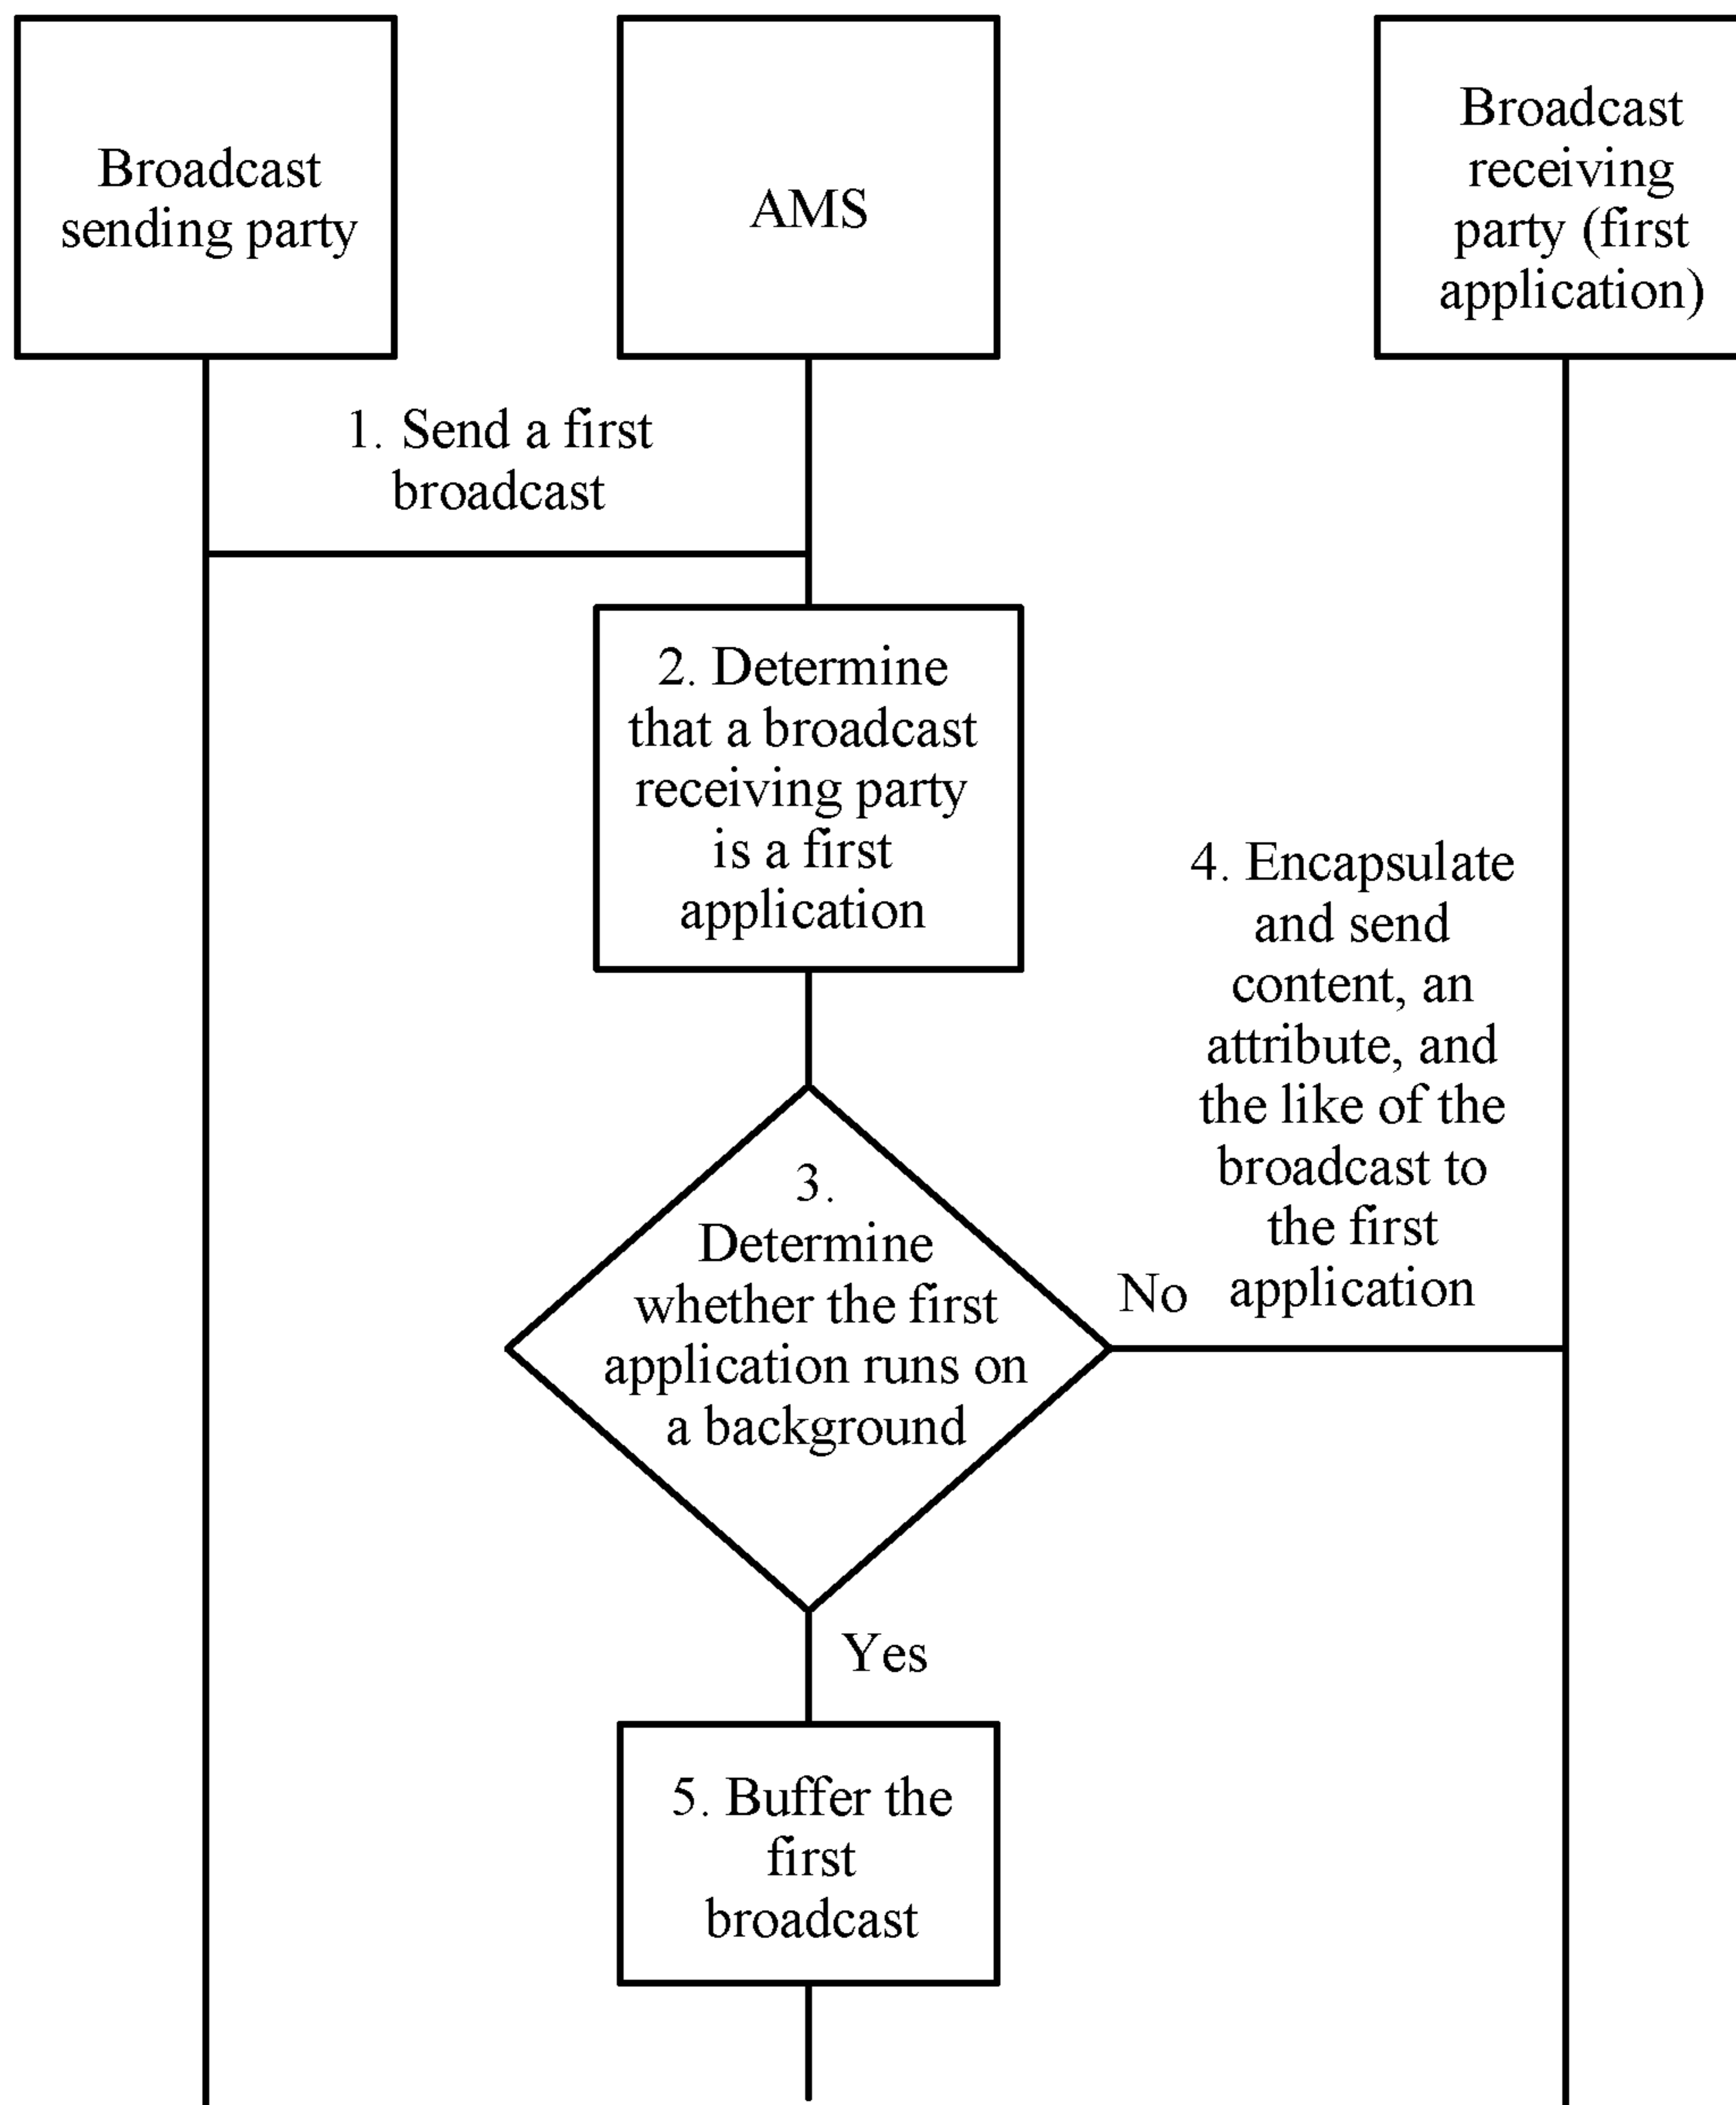 Broadcast
sending party
AMS
Broadcast
receiving
party (first
application)
1. Send a first
broadcast
2. Determine
that a broadcast
receiving party
is a first
application
4. Encapsulate
and send
content, an
attribute, and
the like of the
broadcast to
the first
application
3.
Determine
whether the first
application runs on
a background
No
Yes
5. Buffer the
first
broadcast